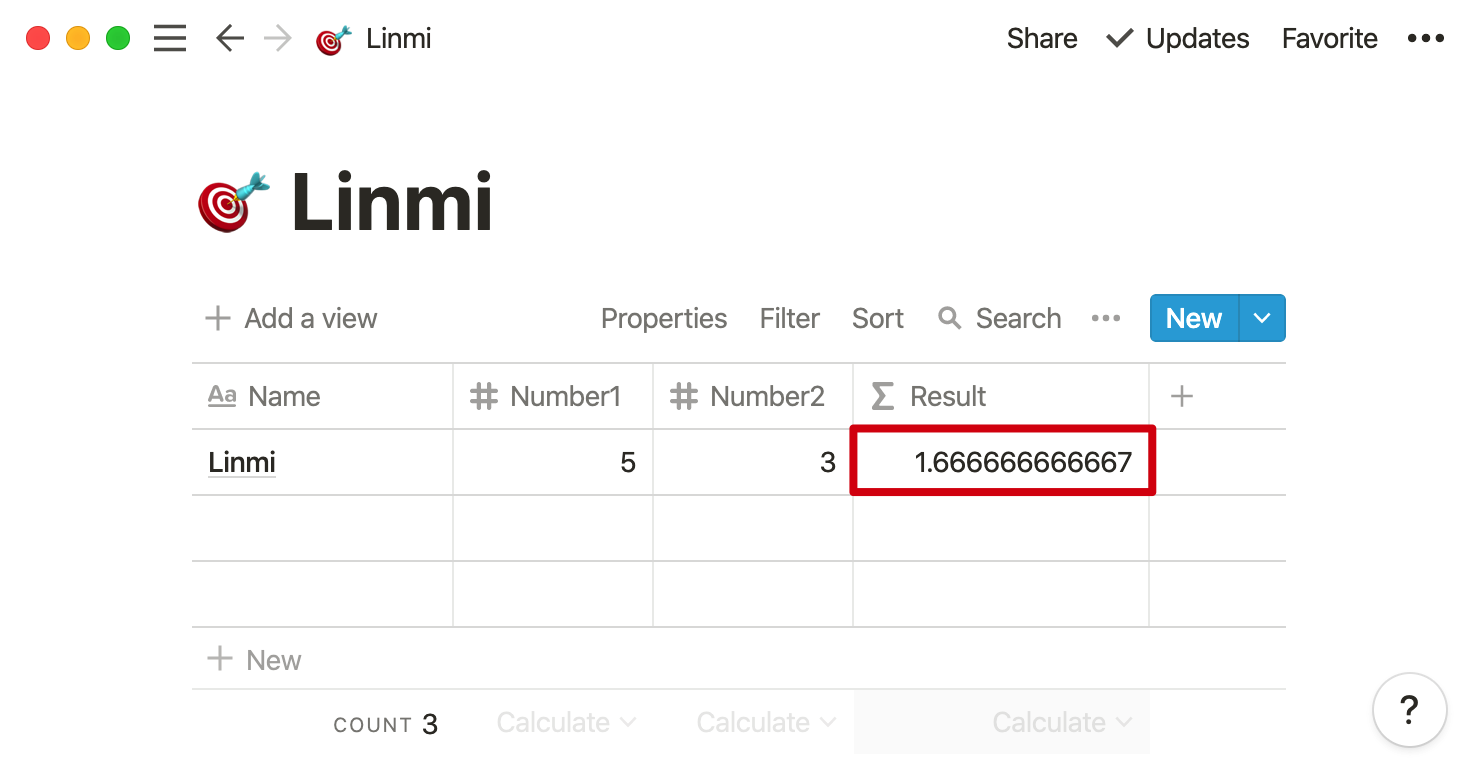 Linmi Share Updates Favorite
Linmi
Add a view Properties Filter Sort Search New
Aa Name Number1 Number2 Result
Linmi 5 3 1.666666666667
New
COUNT 3 Calculate Calculate Calculate
?